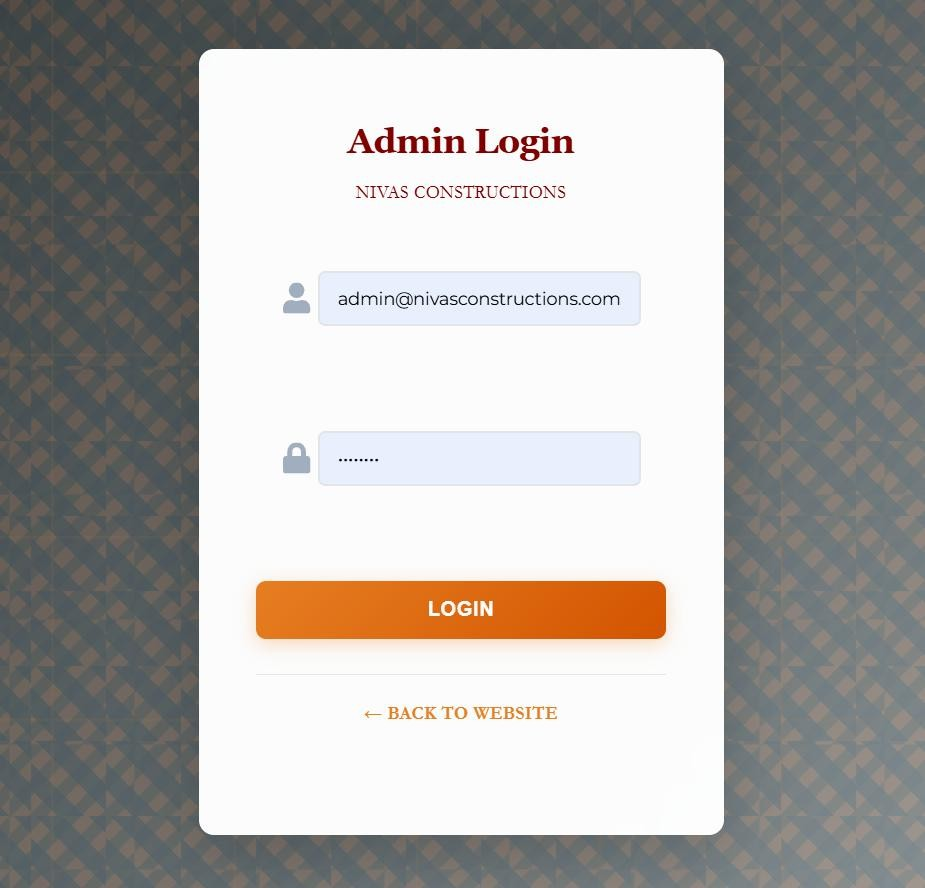 Admin Login
NIVAS CONSTRUCTIONS
admin@nivasconstructions.com
••••••••
LOGIN
← BACK TO WEBSITE